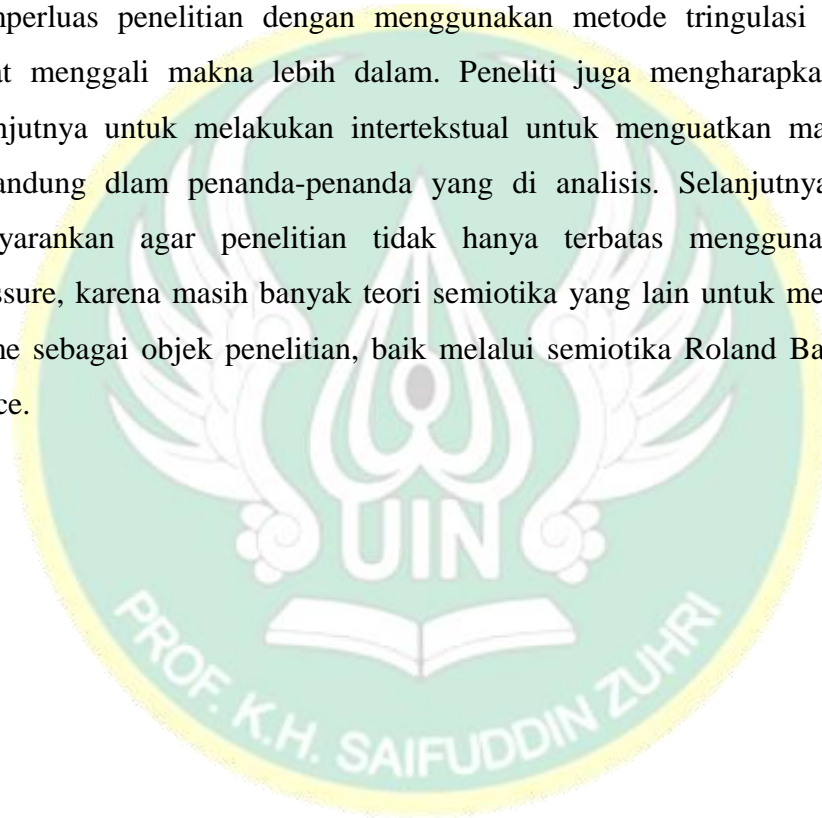 mperluas penelitian dengan menggunakan metode tringulasi
at menggali makna lebih dalam. Peneliti juga mengharapka
njutnya untuk melakukan intertekstual untuk menguatkan ma
andung dlam penanda-penanda yang di analisis. Selanjutnya
yarankan agar penelitian tidak hanya terbatas mengguna
ssure, karena masih banyak teori semiotika yang lain untuk me
ne sebagai objek penelitian, baik melalui semiotika Roland Ba
ce.
UIN
PROF. K.H. SAIFUDDIN ZUHRI